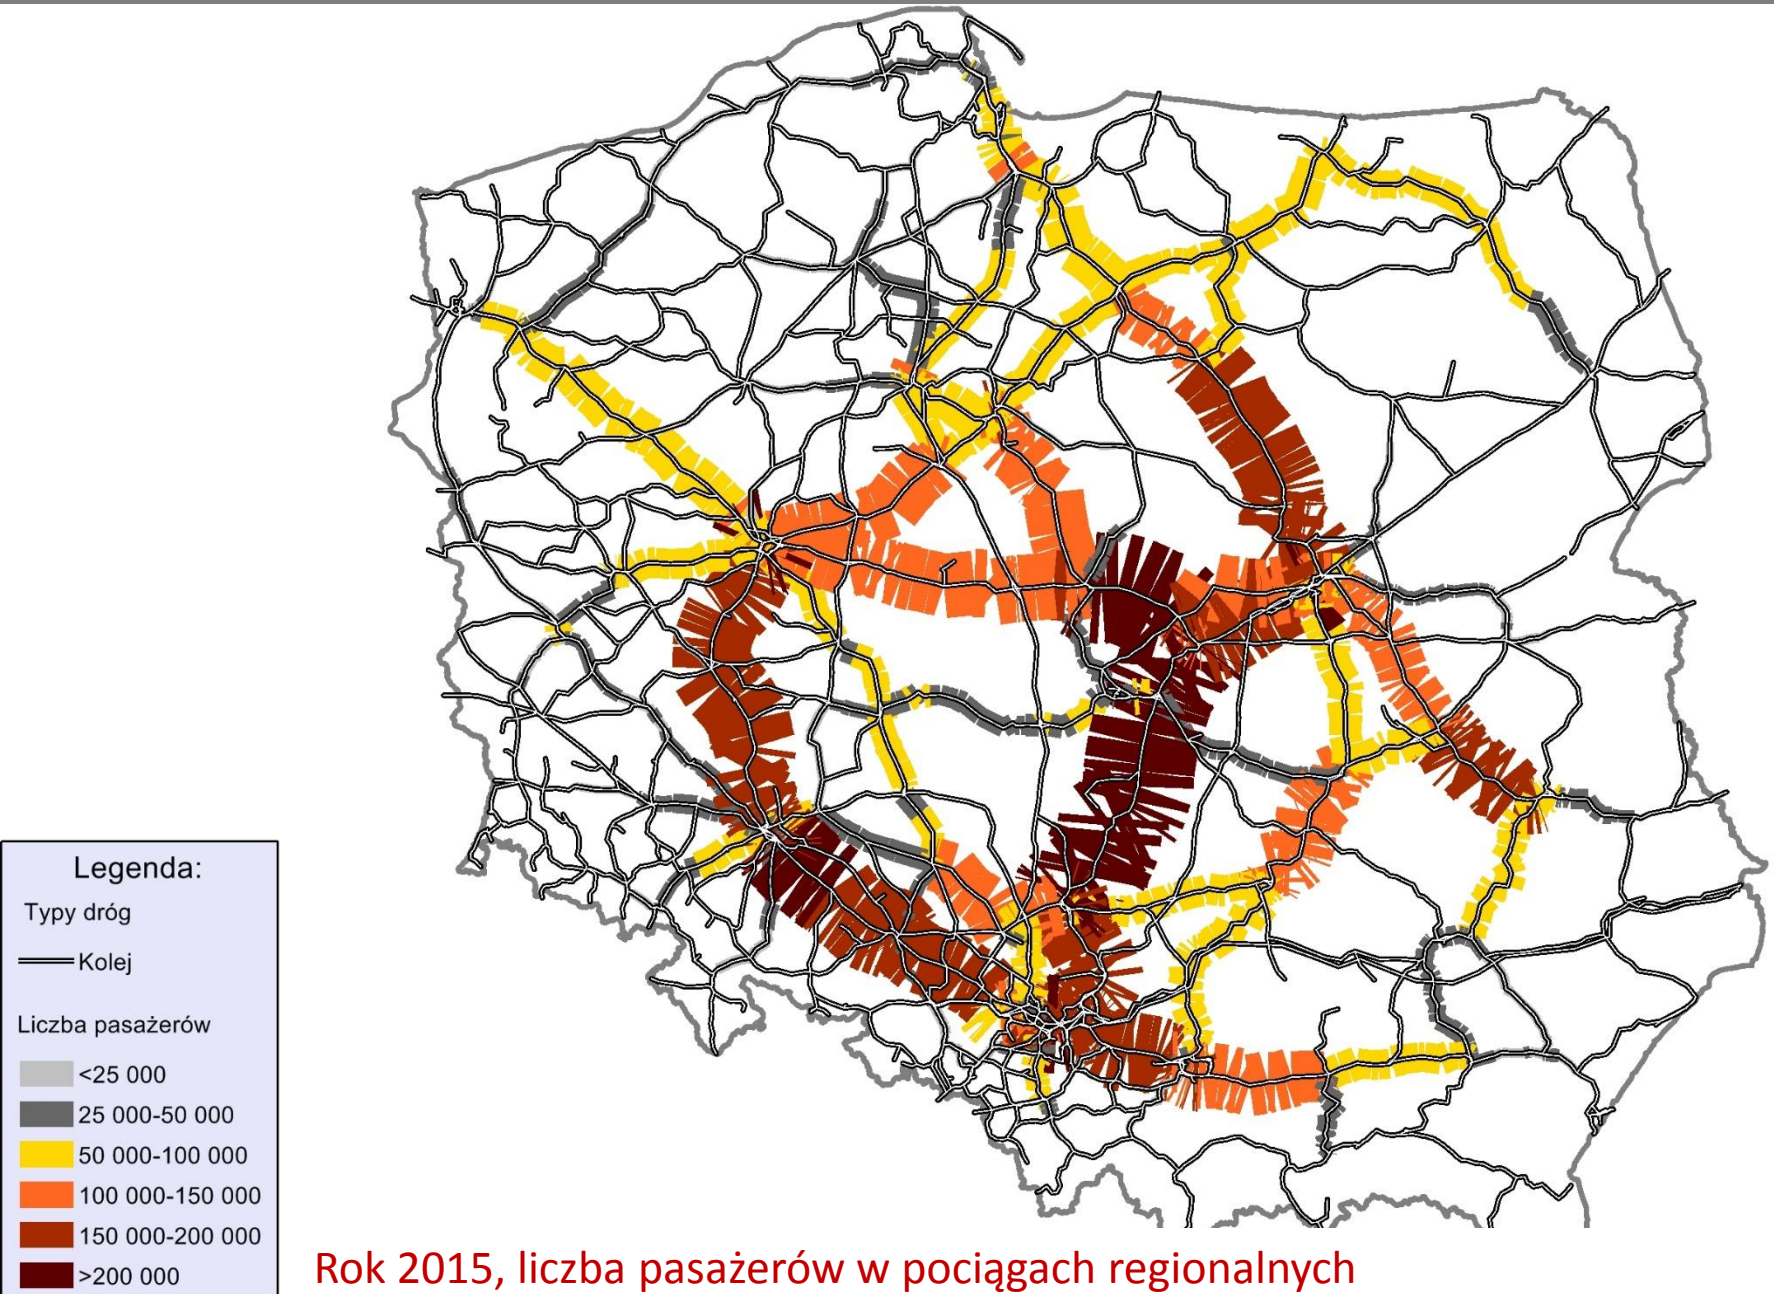 Legenda:
Typy dróg
Kolej
Liczba pasażerów
<25 000
25 000-50 000
50 000-100 000
100 000-150 000
150 000-200 000
>200 000
Rok 2015, liczba pasażerów w pociągach regionalnych